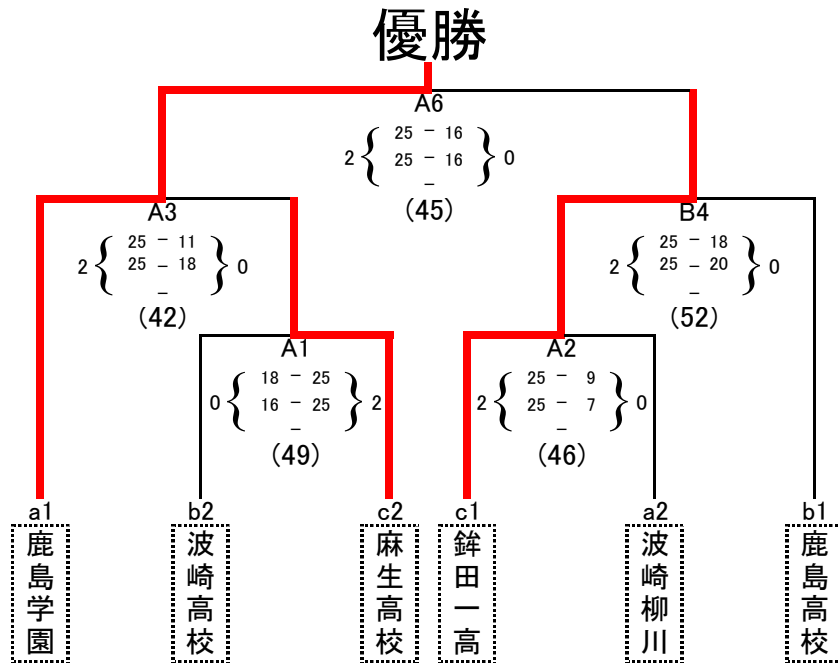 優勝
A6
2 { 25 － 16 } 0
25 － 16
－
(45)
A3
2 { 25 － 11 } 0
25 － 18
－
(42)
B4
2 { 25 － 18 } 0
25 － 20
－
(52)
A1
0 { 18 － 25 } 2
16 － 25
－
(49)
A2
2 { 25 － 9 } 0
25 － 7
－
(46)
a1
b2
c2
c1
a2
b1
鹿島学園
波崎高校
麻生高校
鉾田一高
波崎柳川
鹿島高校